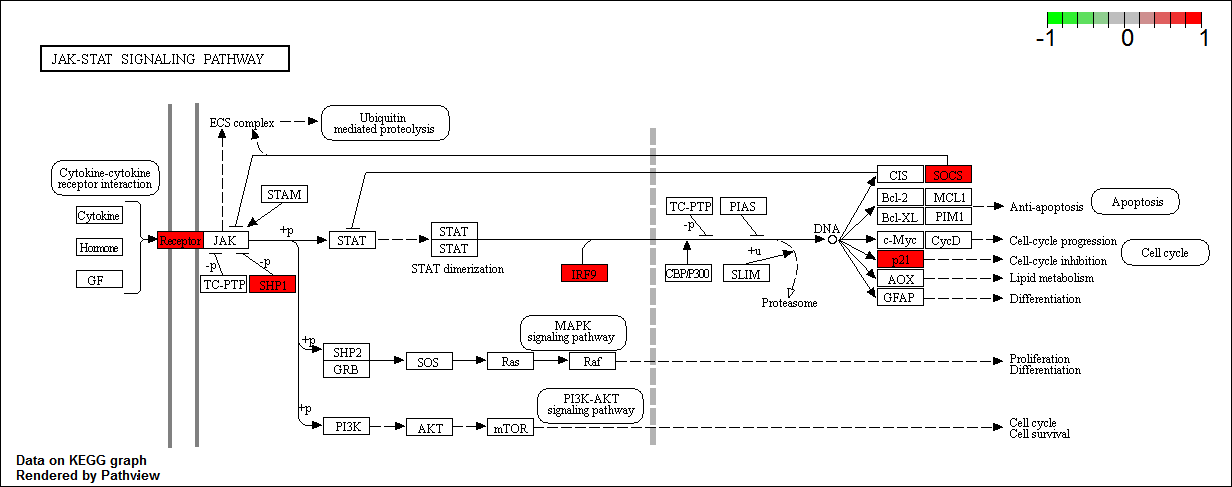 -1 0 1
JAK-STAT SIGNALING PATHWAY
ECS complex
Ubiquitin
mediated proteolysis
Cytokine-cytokine
receptor interaction
Cytokine
Hormone
GF
Receptor
JAK
STAM
+p
-p
-p
TC-PTP
SHP1
STAT
STAT
STAT
STAT dimerization
IRF9
TC-PTP
PIAS
-p
+u
CBP/P300
SLIM
Proteasome
DNA
CIS
SOCS
Bcl-2
MCL1
Bcl-XL
PIM1
c-Myc
CycD
p21
AOX
GFAP
Anti-apoptosis
Apoptosis
Cell-cycle progression
Cell-cycle inhibition
Cell cycle
Lipid metabolism
Differentiation
+p
SHP2
GRB
SOS
Ras
Raf
MAPK
signaling pathway
Proliferation
Differentiation
+p
PI3K
AKT
mTOR
PI3K-AKT
signaling pathway
Cell cycle
Cell survival
Data on KEGG graph
Rendered by Pathview